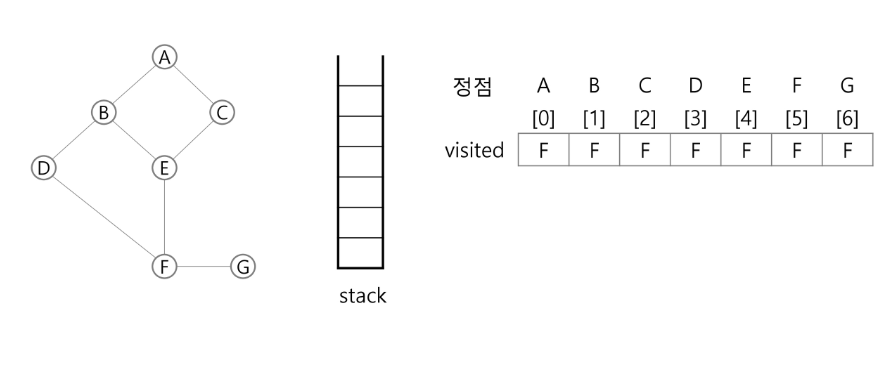 A
B
C
D
E
F
G
stack
정점 A B C D E F G
[0] [1] [2] [3] [4] [5] [6]
visited F F F F F F F